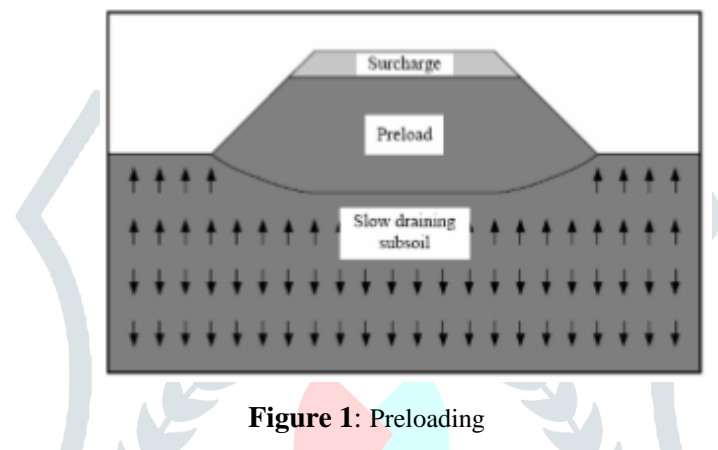 Surcharge
Preload
Slow draining
subsoil
Figure 1: Preloading